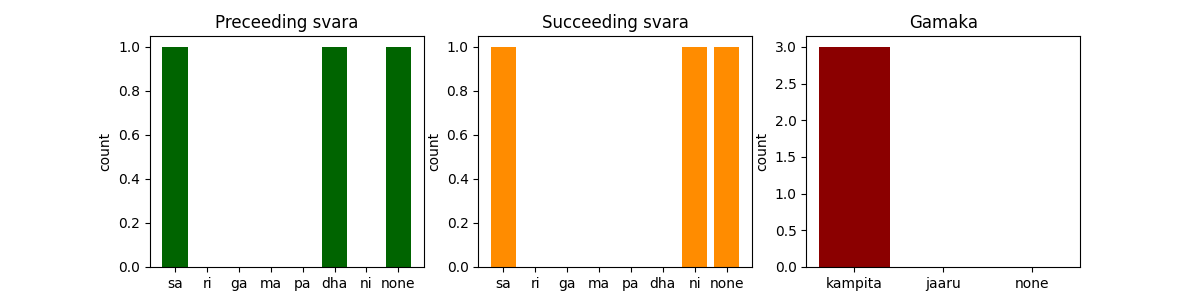 Preceeding svara
count
1.0
0.8
0.6
0.4
0.2
0.0
sa ri ga ma pa dha ni none
Succeeding svara
count
1.0
0.8
0.6
0.4
0.2
0.0
sa ri ga ma pa dha ni none
Gamaka
count
3.0
2.5
2.0
1.5
1.0
0.5
0.0
kampita jaaru none